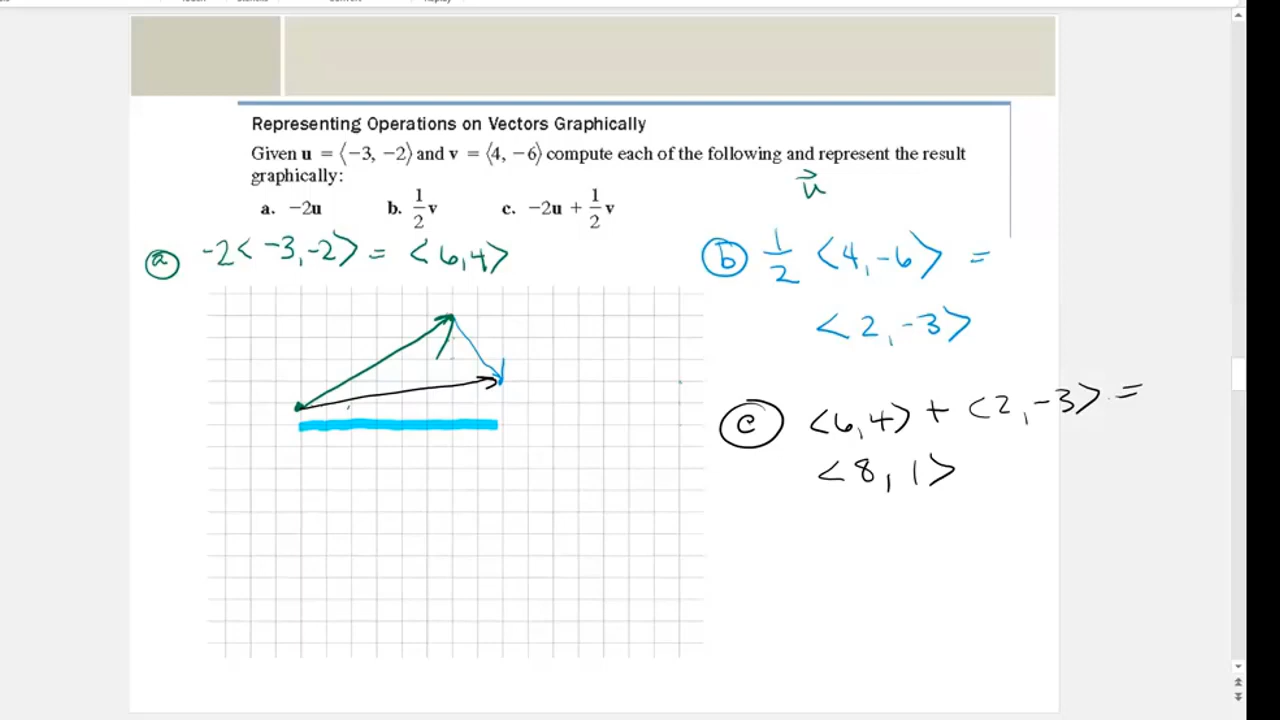 Representing Operations on Vectors Graphically
Given u = ⟨−3, −2⟩ and v = ⟨4, −6⟩ compute each of the following and represent the result
graphically:
u⃗
a. −2u b. 1/2 v c. −2u + 1/2 v
a -2<-3,-2> = <6,4>
b 1/2 <4,-6> =
<2,-3>
c <6,4> + <2,-3> =
<8,1>